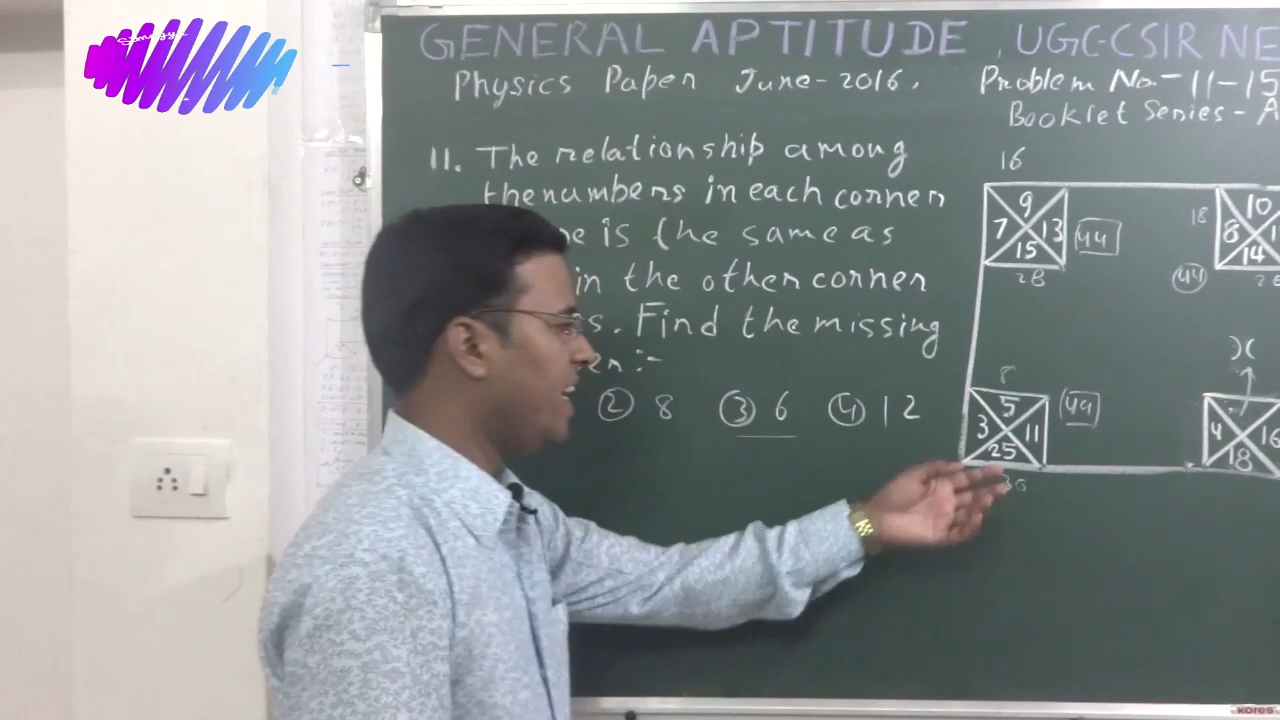 GENERAL APTITUDE, UGC-CSIR NE
Physics Paper June-2016. Problem No.-11-15
Booklet Series - A
11. The relationship among
the numbers in each corner
is the same as
in the other corner
Find the missing
:-
② 8 ③ 6 ④ 12
16
9
7 13 44
15
28
10
18 8
14
44
8
5
3 11 44
25
x
4 16
18
KORES